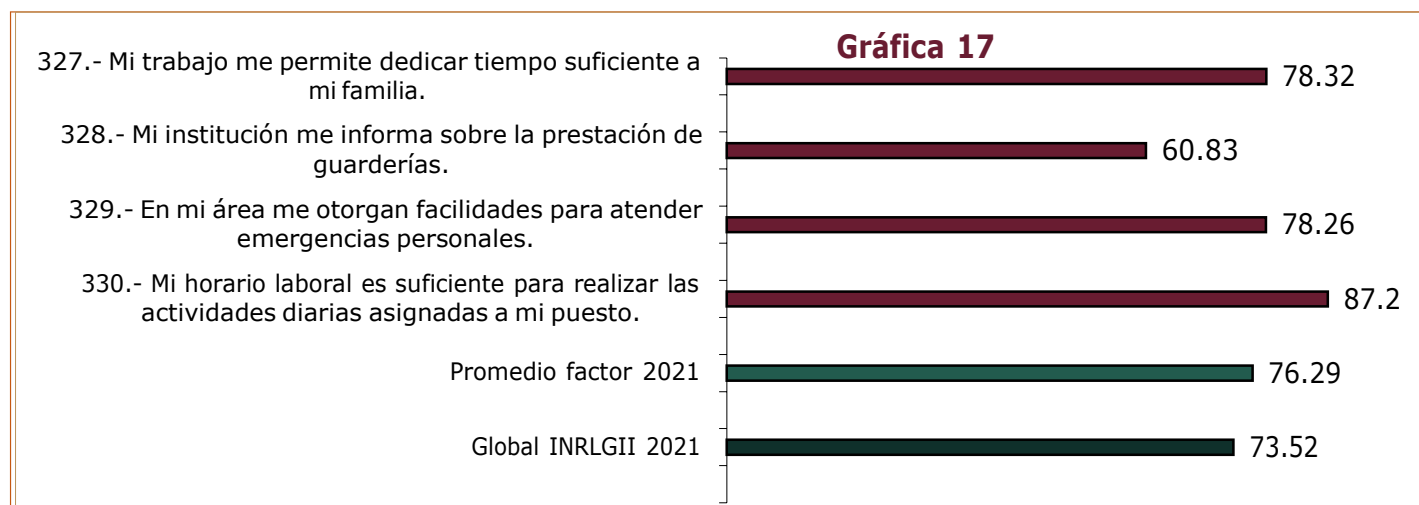 Gráfica 17
327.- Mi trabajo me permite dedicar tiempo suficiente a
mi familia.
78.32
328.- Mi institución me informa sobre la prestación de
guarderías.
60.83
329.- En mi área me otorgan facilidades para atender
emergencias personales.
78.26
330.- Mi horario laboral es suficiente para realizar las
actividades diarias asignadas a mi puesto.
87.2
Promedio factor 2021
76.29
Global INRLGII 2021
73.52